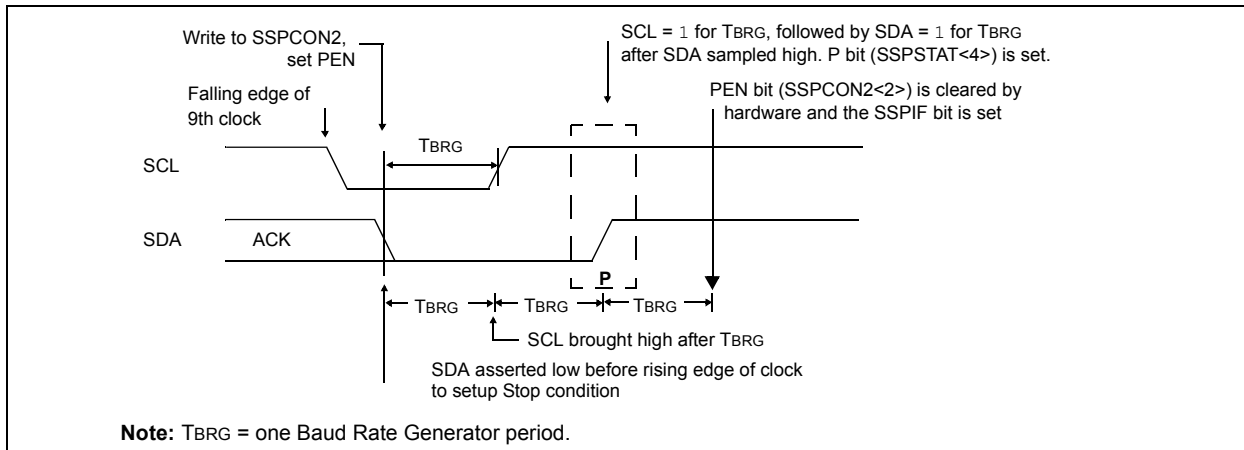 Write to SSPCON2,
set PEN
SCL = 1 for TBRG, followed by SDA = 1 for TBRG
after SDA sampled high. P bit (SSPSTAT<4>) is set.
Falling edge of
9th clock
PEN bit (SSPCON2<2>) is cleared by
hardware and the SSPIF bit is set
TBRG
SCL
SDA
ACK
P
TBRG
TBRG
TBRG
SCL brought high after TBRG
SDA asserted low before rising edge of clock
to setup Stop condition
Note: TBRG = one Baud Rate Generator period.